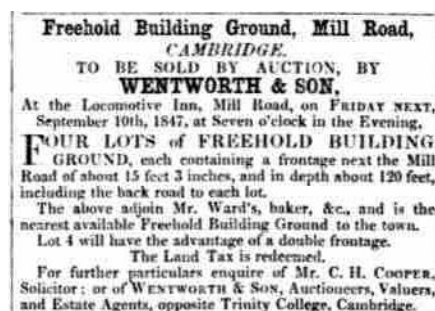 Freehold Building Ground, Mill Road,
CAMBRIDGE.
TO BE SOLD BY AUCTION, BY
WENTWORTH & SON,
At the Locomotive Inn, Mill Road, on FRIDAY NEXT,
September 10th, 1847, at Seven o'clock in the Evening,
FOUR LOTS of FREEHOLD BUILDING
GROUND, each containing a frontage next the Mill
Road of about 15 feet 3 inches, and in depth about 120 feet,
including the back road to each lot.
The above adjoin Mr. Ward's, baker, &c., and is the
nearest available Freehold Building Ground to the town.
Lot 4 will have the advantage of a double frontage.
The Land Tax is redeemed.
For further particulars enquire of Mr. C. H. COOPER,
Solicitor: or of WENTWORTH & SON, Auctioneers, Valuers,
and Estate Agents, opposite Trinity College, Cambridge.